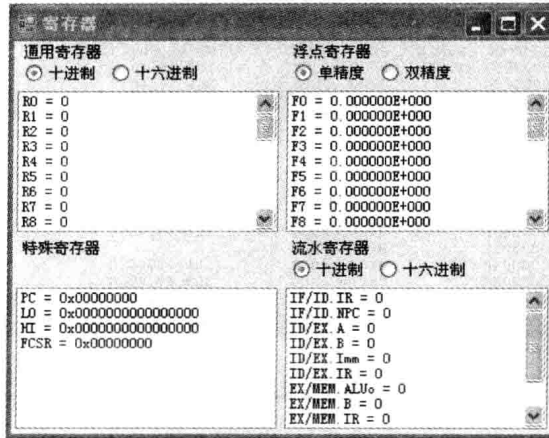 寄存器
通用寄存器
十进制 十六进制
R0 = 0
R1 = 0
R2 = 0
R3 = 0
R4 = 0
R5 = 0
R6 = 0
R7 = 0
R8 = 0
浮点寄存器
单精度 双精度
F0 = 0.000000E+000
F1 = 0.000000E+000
F2 = 0.000000E+000
F3 = 0.000000E+000
F4 = 0.000000E+000
F5 = 0.000000E+000
F6 = 0.000000E+000
F7 = 0.000000E+000
F8 = 0.000000E+000
特殊寄存器
PC = 0x00000000
LO = 0x0000000000000000
HI = 0x0000000000000000
FCSR = 0x00000000
流水寄存器
十进制 十六进制
IF/ID.IR = 0
IF/ID.NPC = 0
ID/EX.A = 0
ID/EX.B = 0
ID/EX.Imm = 0
ID/EX.IR = 0
EX/MEM.ALUo = 0
EX/MEM.B = 0
EX/MEM.IR = 0